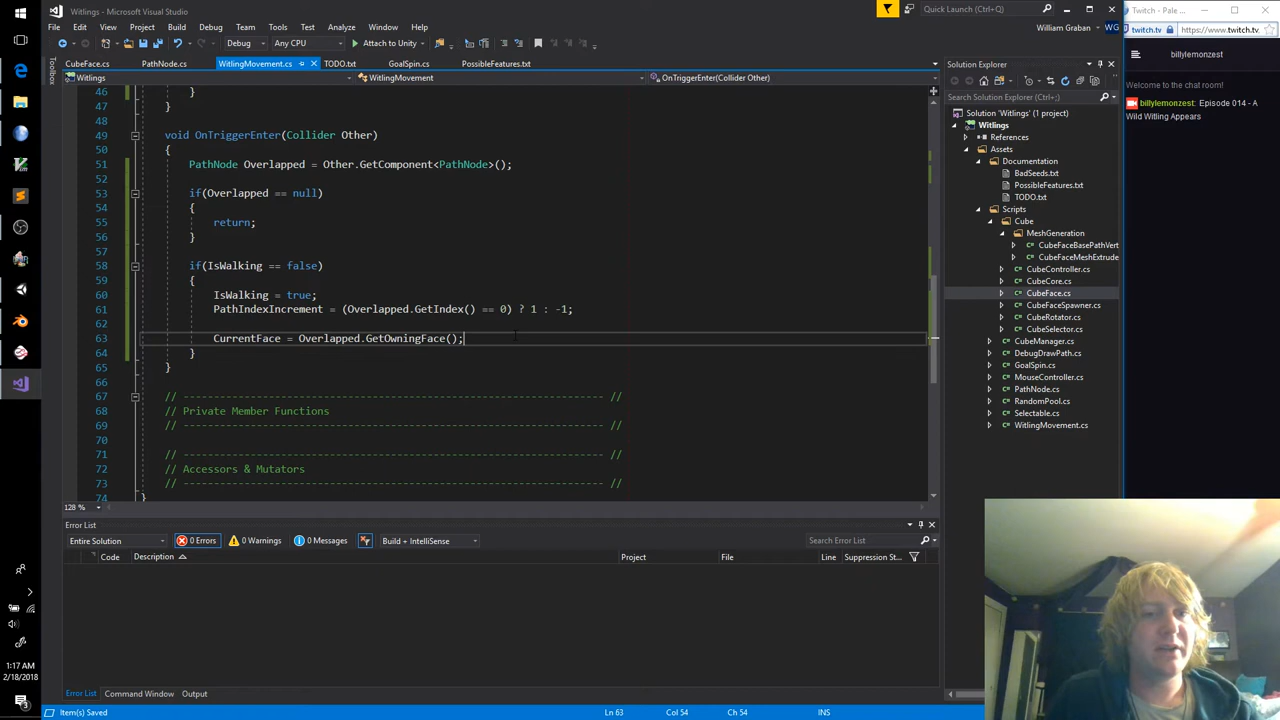 Witlings - Microsoft Visual Studio
Quick Launch (Ctrl+Q)
Twitch - Pale
File Edit View Project Build Debug Team Tools Test Analyze Window Help
William Graban WG
twitch.tv https://www.twitch.tv.
Debug Any CPU Attach to Unity
CubeFace.cs PathNode.cs WitlingMovement.cs TODO.txt GoalSpin.cs PossibleFeatures.txt
Witlings WitlingMovement OnTriggerEnter(Collider Other)
Toolbox
46 }
47 }
48
49 void OnTriggerEnter(Collider Other)
50 {
51 PathNode Overlapped = Other.GetComponent<PathNode>();
52
53 if(Overlapped == null)
54 {
55 return;
56 }
57
58 if(IsWalking == false)
59 {
60 IsWalking = true;
61 PathIndexIncrement = (Overlapped.GetIndex() == 0) ? 1 : -1;
62
63 CurrentFace = Overlapped.GetOwningFace();
64 }
65 }
66
67 // ---------------------------------------------------------------------- //
68 // Private Member Functions
69 // ---------------------------------------------------------------------- //
70
71 // ---------------------------------------------------------------------- //
72 // Accessors & Mutators
73 // ---------------------------------------------------------------------- //
74 }
128 %
Solution Explorer
Search Solution Explorer (Ctrl+;)
Solution 'Witlings' (1 project)
Witlings
References
Assets
Documentation
BadSeeds.txt
PossibleFeatures.txt
TODO.txt
Scripts
Cube
MeshGeneration
CubeFaceBasePathVert
CubeFaceMeshExtrude
CubeController.cs
CubeCore.cs
CubeFace.cs
CubeFaceSpawner.cs
CubeRotator.cs
CubeSelector.cs
CubeManager.cs
DebugDrawPath.cs
GoalSpin.cs
MouseController.cs
PathNode.cs
RandomPool.cs
Selectable.cs
WitlingMovement.cs
billylemonzest
Welcome to the chat room!
billylemonzest: Episode 014 - A
Wild Witling Appears
Error List
Entire Solution 0 Errors 0 Warnings 0 Messages Build + IntelliSense Search Error List
Code Description Project File Line Suppression St...
Error List Command Window Output
Item(s) Saved Ln 63 Col 54 Ch 54 INS
1:17 AM
2/18/2018
3